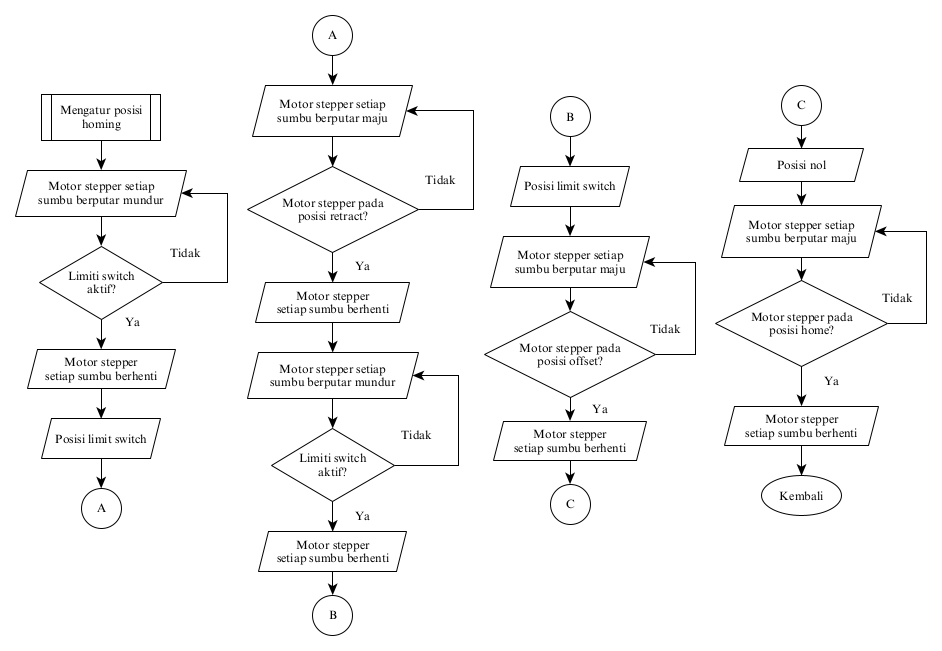 Mengatur posisi
homing
Motor stepper setiap
sumbu berputar mundur
Tidak
Limiti switch
aktif?
Ya
Motor stepper
setiap sumbu berhenti
Posisi limit switch
A
A
Motor stepper setiap
sumbu berputar maju
Tidak
Motor stepper pada
posisi retract?
Ya
Motor stepper
setiap sumbu berhenti
Motor stepper setiap
sumbu berputar mundur
Tidak
Limiti switch
aktif?
Ya
Motor stepper
setiap sumbu berhenti
B
B
Posisi limit switch
Motor stepper setiap
sumbu berputar maju
Tidak
Motor stepper pada
posisi offset?
Ya
Motor stepper
setiap sumbu berhenti
C
C
Posisi nol
Motor stepper setiap
sumbu berputar maju
Tidak
Motor stepper pada
posisi home?
Ya
Motor stepper
setiap sumbu berhenti
Kembali